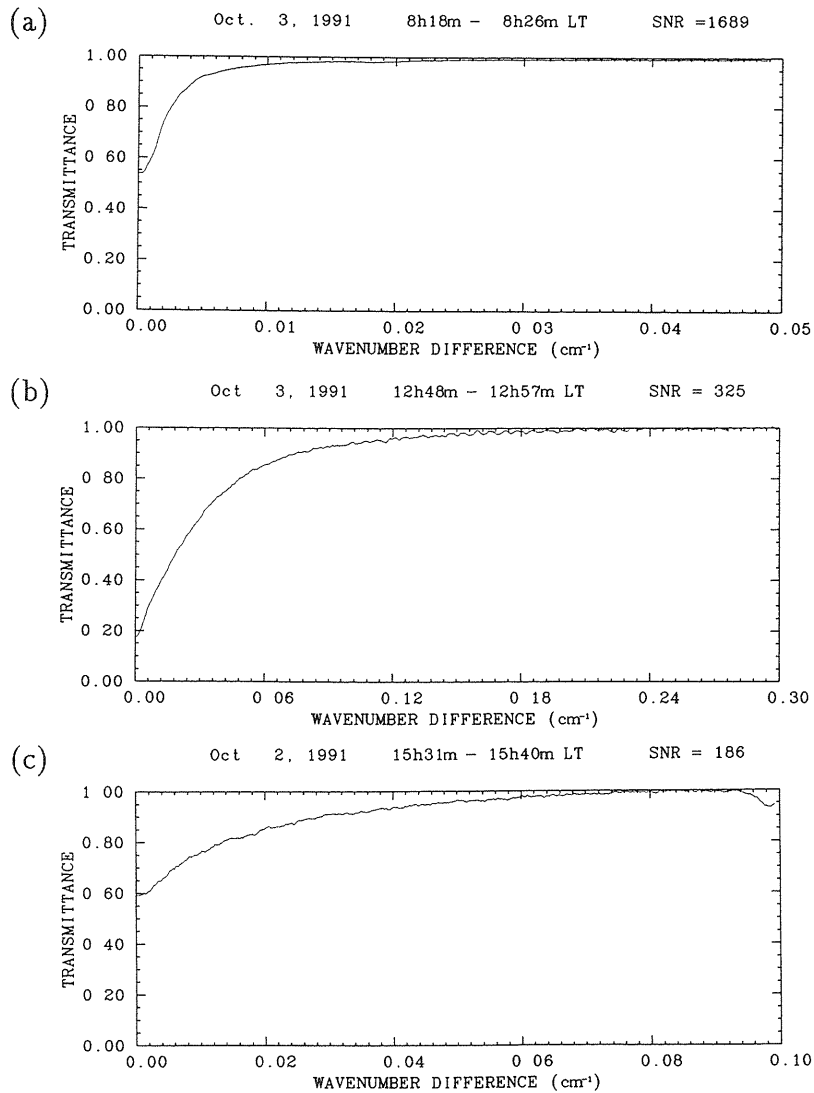 (a)
Oct. 3, 1991 8h18m - 8h26m LT SNR =1689
1.00
0 80
0 60
0.40
0.20
0.00
TRANSMITTANCE
0.00 0.01 0.02 0 03 0.04 0.05
WAVENUMBER DIFFERENCE (cm⁻¹)
(b)
Oct 3, 1991 12h48m - 12h57m LT SNR = 325
1.00
0 80
0.60
0.40
0 20
0.00
TRANSMITTANCE
0.00 0 06 0.12 0 18 0.24 0.30
WAVENUMBER DIFFERENCE (cm⁻¹)
(c)
Oct 2, 1991 15h31m - 15h40m LT SNR = 186
1 00
0.80
0 60
0 40
0 20
0.00
TRANSMITTANCE
0.00 0.02 0.04 0 06 0.08 0.10
WAVENUMBER DIFFERENCE (cm⁻¹)